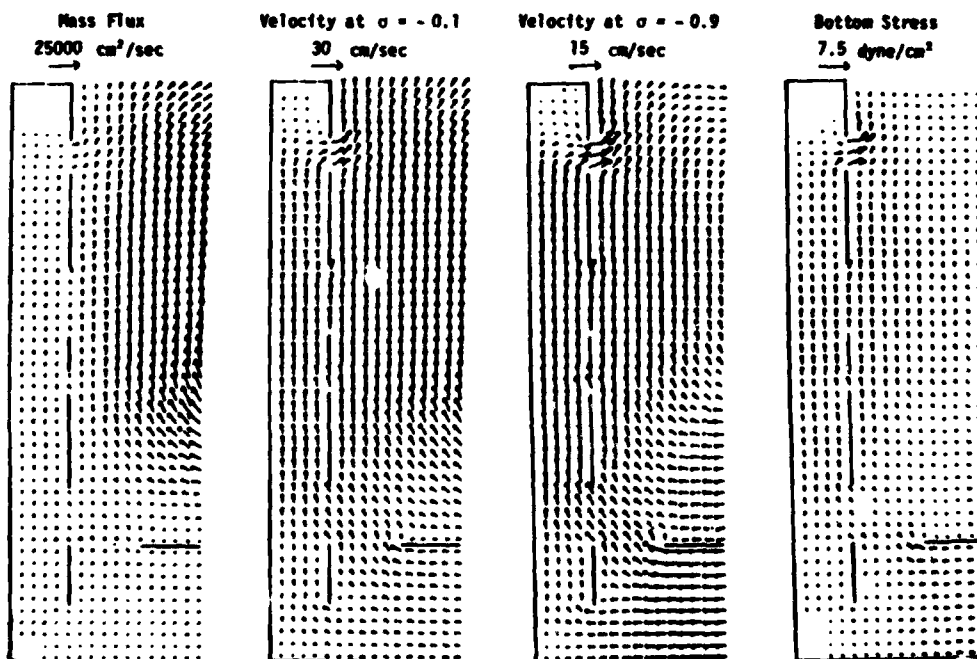 Mass Flux
25000 cm²/sec
Velocity at σ = - 0.1
30 cm/sec
Velocity at σ = - 0.9
15 cm/sec
Bottom Stress
7.5 dyne/cm²